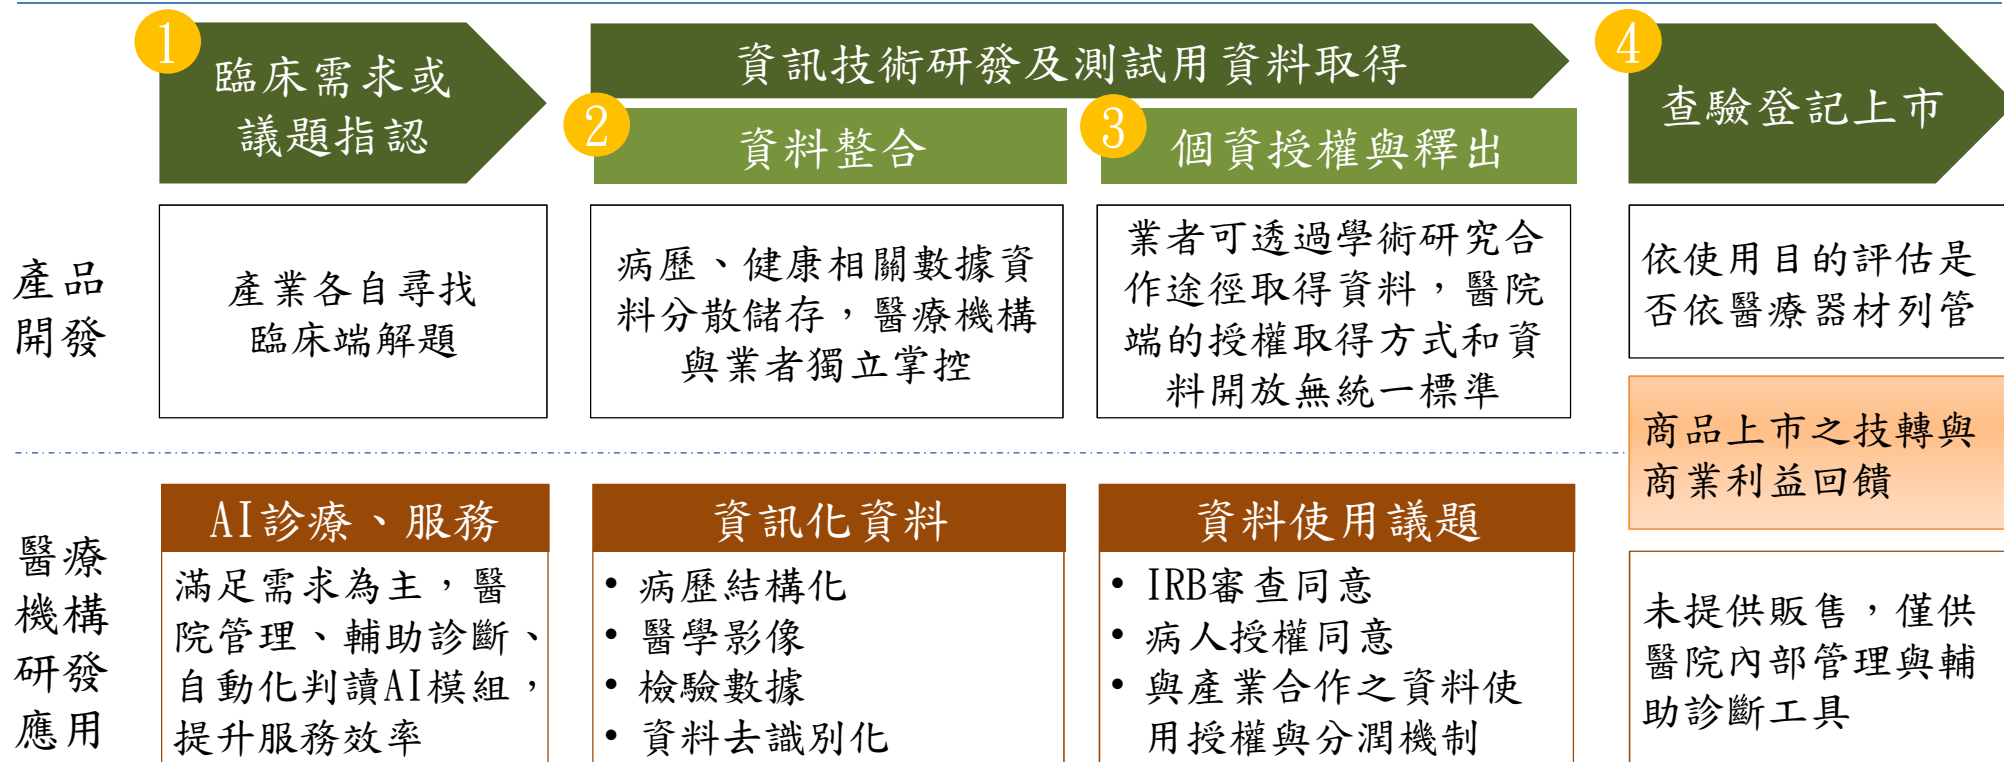 1
臨床需求或
議題指認
資訊技術研發及測試用資料取得
2
資料整合
3
個資授權與釋出
4
查驗登記上市
產品
開發
產業各自尋找
臨床端解題
病歷、健康相關數據資
料分散儲存，醫療機構
與業者獨立掌控
業者可透過學術研究合
作途徑取得資料，醫院
端的授權取得方式和資
料開放無統一標準
依使用目的評估是
否依醫療器材列管
商品上市之技轉與
商業利益回饋
醫療
機構
研發
應用
AI診療、服務
滿足需求為主，醫
院管理、輔助診斷、
自動化判讀AI模組，
提升服務效率
資訊化資料
• 病歷結構化
• 醫學影像
• 檢驗數據
• 資料去識別化
資料使用議題
• IRB審查同意
• 病人授權同意
• 與產業合作之資料使
用授權與分潤機制
未提供販售，僅供
醫院內部管理與輔
助診斷工具